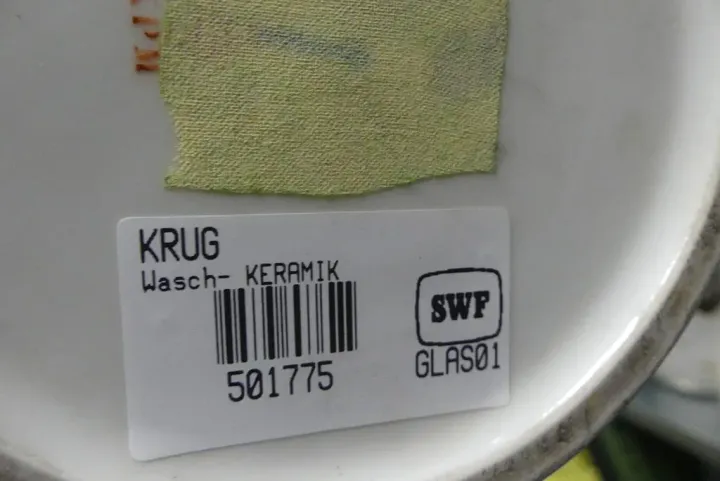 KRUG
Wasch- KERAMIK
501775
SWF
GLAS01